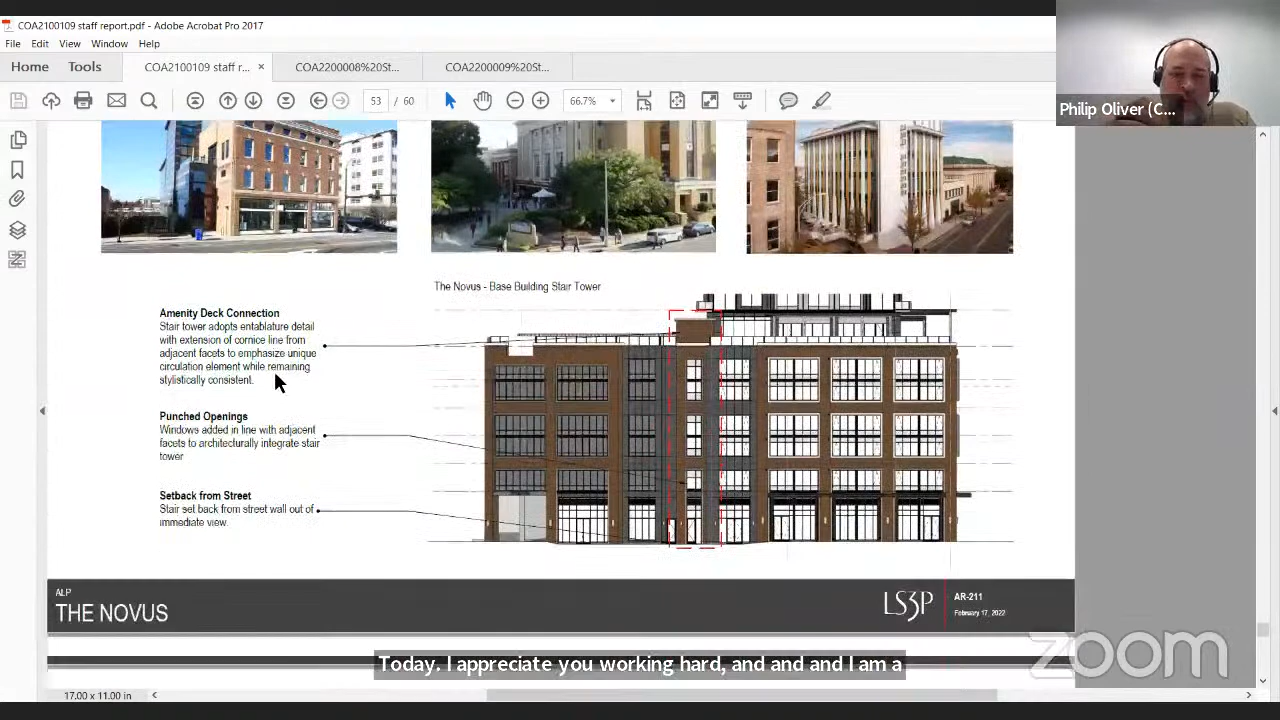 COA2100109 staff report.pdf - Adobe Acrobat Pro 2017
File Edit View Window Help
Home Tools COA2100109 staff r... × COA2200008%20St... COA2200009%20St...
53 / 60 66.7%
Philip Oliver (C...
The Novus - Base Building Stair Tower
Amenity Deck Connection
Stair tower adopts entablature detail
with extension of cornice line from
adjacent facets to emphasize unique
circulation element while remaining
stylistically consistent.
Punched Openings
Windows added in line with adjacent
facets to architecturally integrate stair
tower
Setback from Street
Stair set back from street wall out of
immediate view.
ALP
THE NOVUS
LS3P
AR-211
February 17, 2022
Today. I appreciate you working hard, and and and I am a
zoom
17.00 x 11.00 in